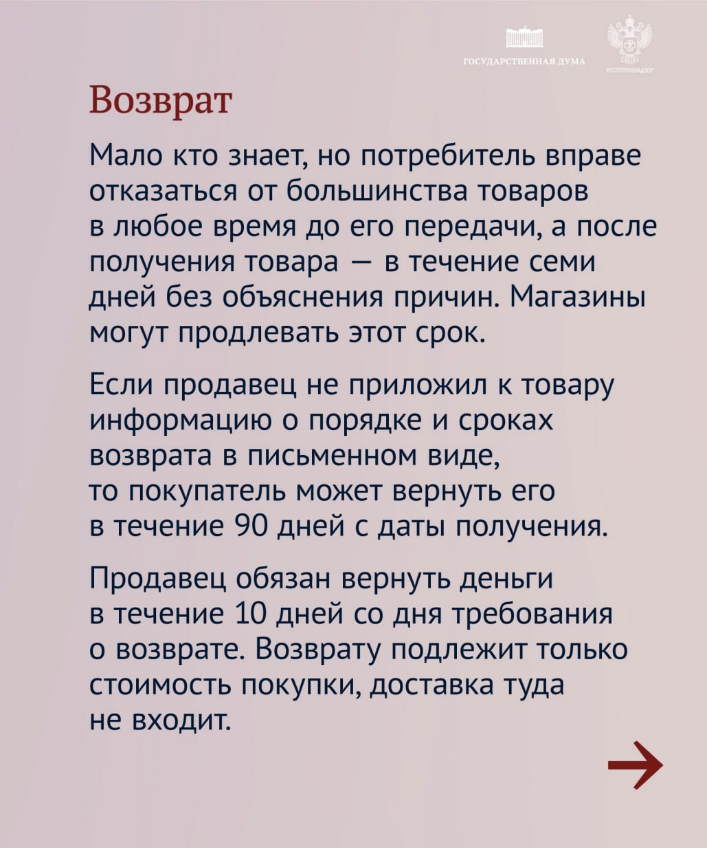 ГОСУДАРСТВЕННАЯ ДУМА
РОСПОТРЕБНАДЗОР
Возврат
Мало кто знает, но потребитель вправе
отказаться от большинства товаров
в любое время до его передачи, а после
получения товара — в течение семи
дней без объяснения причин. Магазины
могут продлевать этот срок.
Если продавец не приложил к товару
информацию о порядке и сроках
возврата в письменном виде,
то покупатель может вернуть его
в течение 90 дней с даты получения.
Продавец обязан вернуть деньги
в течение 10 дней со дня требования
о возврате. Возврату подлежит только
стоимость покупки, доставка туда
не входит.